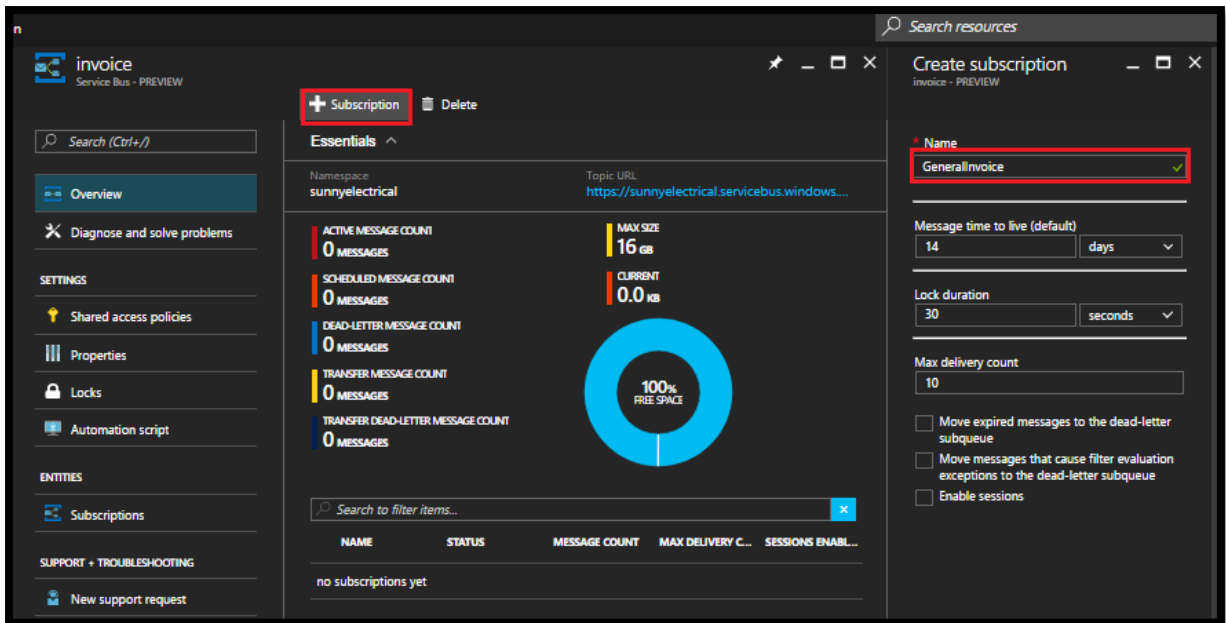 n
Search resources
invoice
Service Bus - PREVIEW
Subscription
Delete
Search (Ctrl+/)
Overview
Diagnose and solve problems
SETTINGS
Shared access policies
Properties
Locks
Automation script
ENTITIES
Subscriptions
SUPPORT + TROUBLESHOOTING
New support request
Essentials
Namespace
sunnyelectrical
Topic URL
https://sunnyelectrical.servicebus.windows....
ACTIVE MESSAGE COUNT
0 MESSAGES
SCHEDULED MESSAGE COUNT
0 MESSAGES
DEAD-LETTER MESSAGE COUNT
0 MESSAGES
TRANSFER MESSAGE COUNT
0 MESSAGES
TRANSFER DEAD-LETTER MESSAGE COUNT
0 MESSAGES
MAX SIZE
16 GB
CURRENT
0.0 KB
100%
FREE SPACE
Search to filter items...
NAME STATUS MESSAGE COUNT MAX DELIVERY C... SESSIONS ENABL...
no subscriptions yet
Create subscription
invoice - PREVIEW
* Name
GeneralInvoice
Message time to live (default)
14 days
Lock duration
30 seconds
Max delivery count
10
Move expired messages to the dead-letter
subqueue
Move messages that cause filter evaluation
exceptions to the dead-letter subqueue
Enable sessions